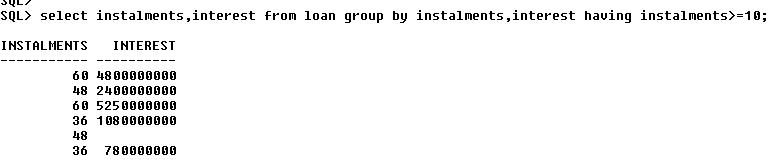 SQL>
SQL> select instalments,interest from loan group by instalments,interest having instalments>=10;
INSTALMENTS   INTEREST
----------- ----------
         60 4800000000
         48 2400000000
         60 5250000000
         36 1080000000
         48
         36  780000000